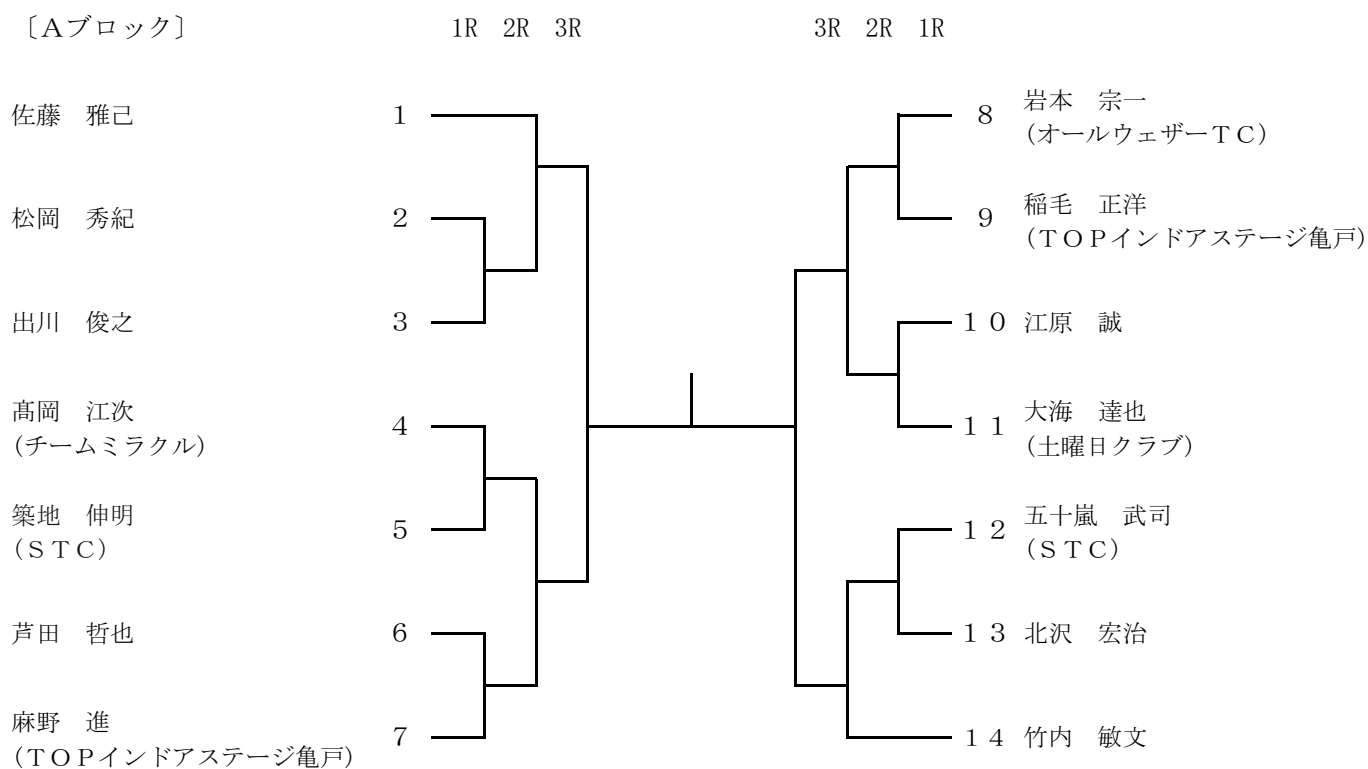 〔Aブロック〕
1R 2R 3R
3R 2R 1R
佐藤　雅己 1
松岡　秀紀 2
出川　俊之 3
髙岡　江次 4
(チームミラクル)
築地　伸明 5
(ＳＴＣ)
芦田　哲也 6
麻野　進 7
(ＴＯＰインドアステージ亀戸)
8 岩本　宗一
(オールウェザーＴＣ)
9 稲毛　正洋
(ＴＯＰインドアステージ亀戸)
１０ 江原　誠
１１ 大海　達也
(土曜日クラブ)
１２ 五十嵐　武司
(ＳＴＣ)
１３ 北沢　宏治
１４ 竹内　敏文